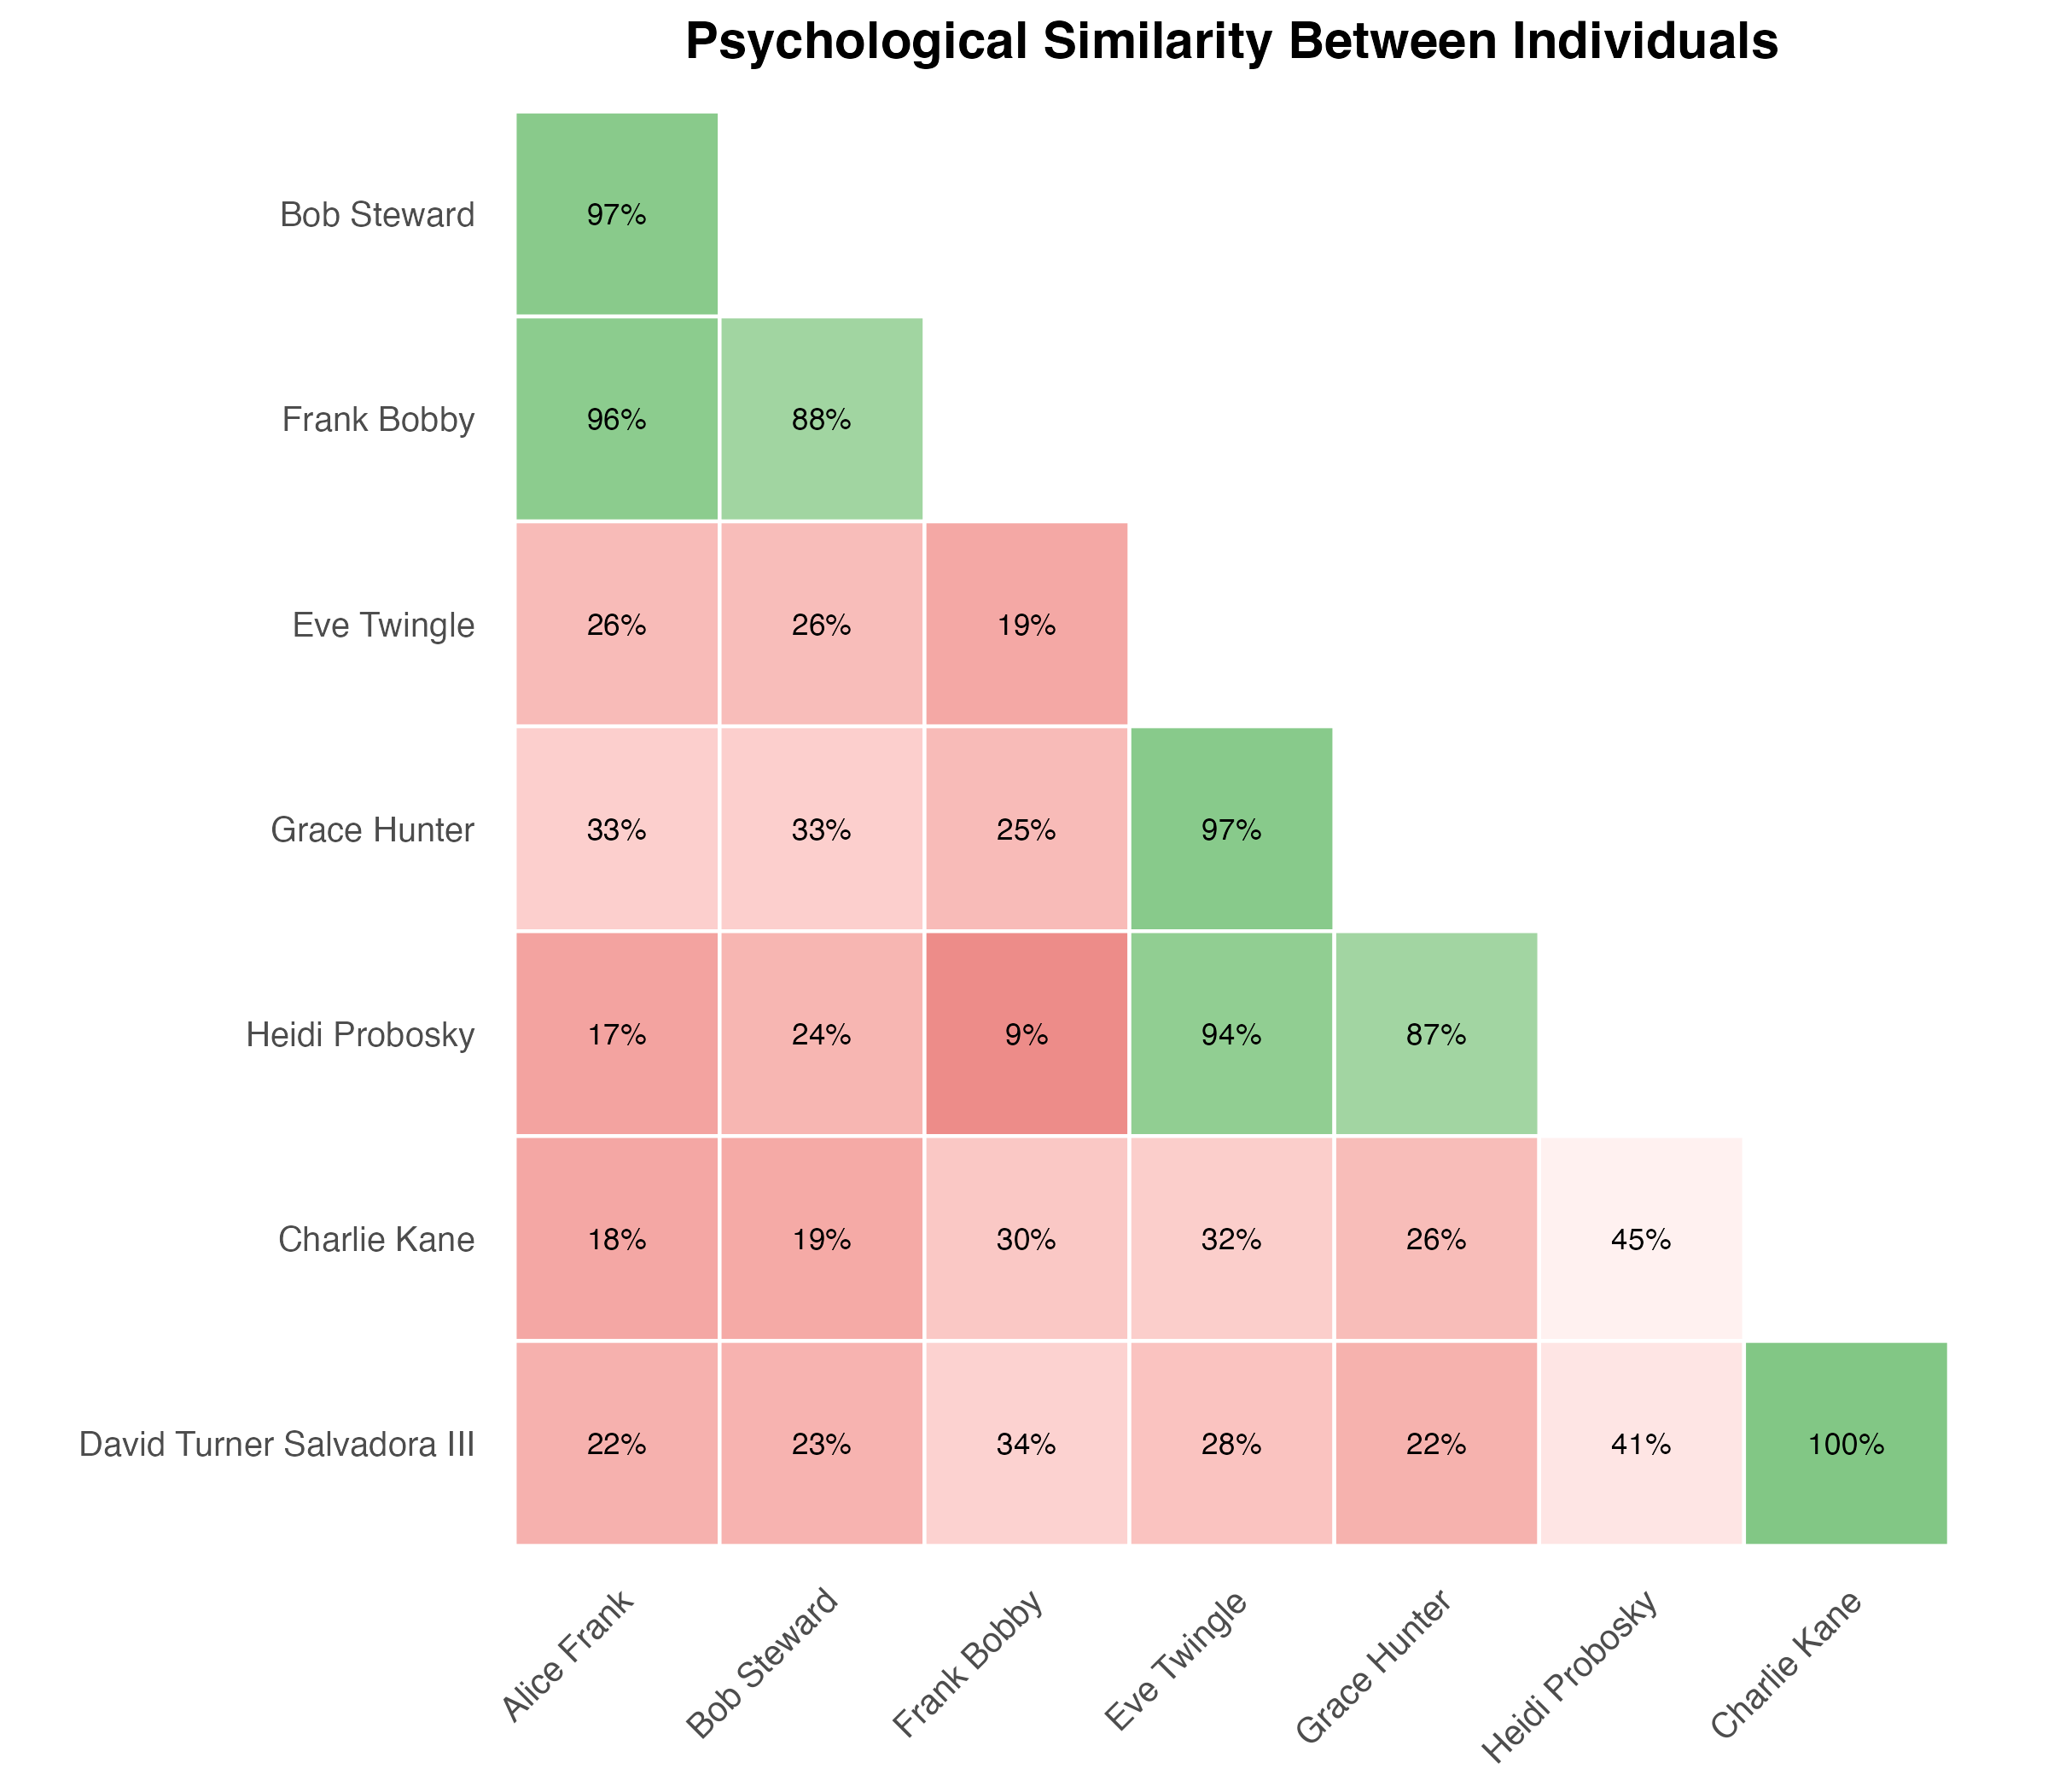 Psychological Similarity Between Individuals
Bob Steward 97%
Frank Bobby 96% 88%
Eve Twingle 26% 26% 19%
Grace Hunter 33% 33% 25% 97%
Heidi Probosky 17% 24% 9% 94% 87%
Charlie Kane 18% 19% 30% 32% 26% 45%
David Turner Salvadora III 22% 23% 34% 28% 22% 41% 100%
Alice Frank Bob Steward Frank Bobby Eve Twingle Grace Hunter Heidi Probosky Charlie Kane